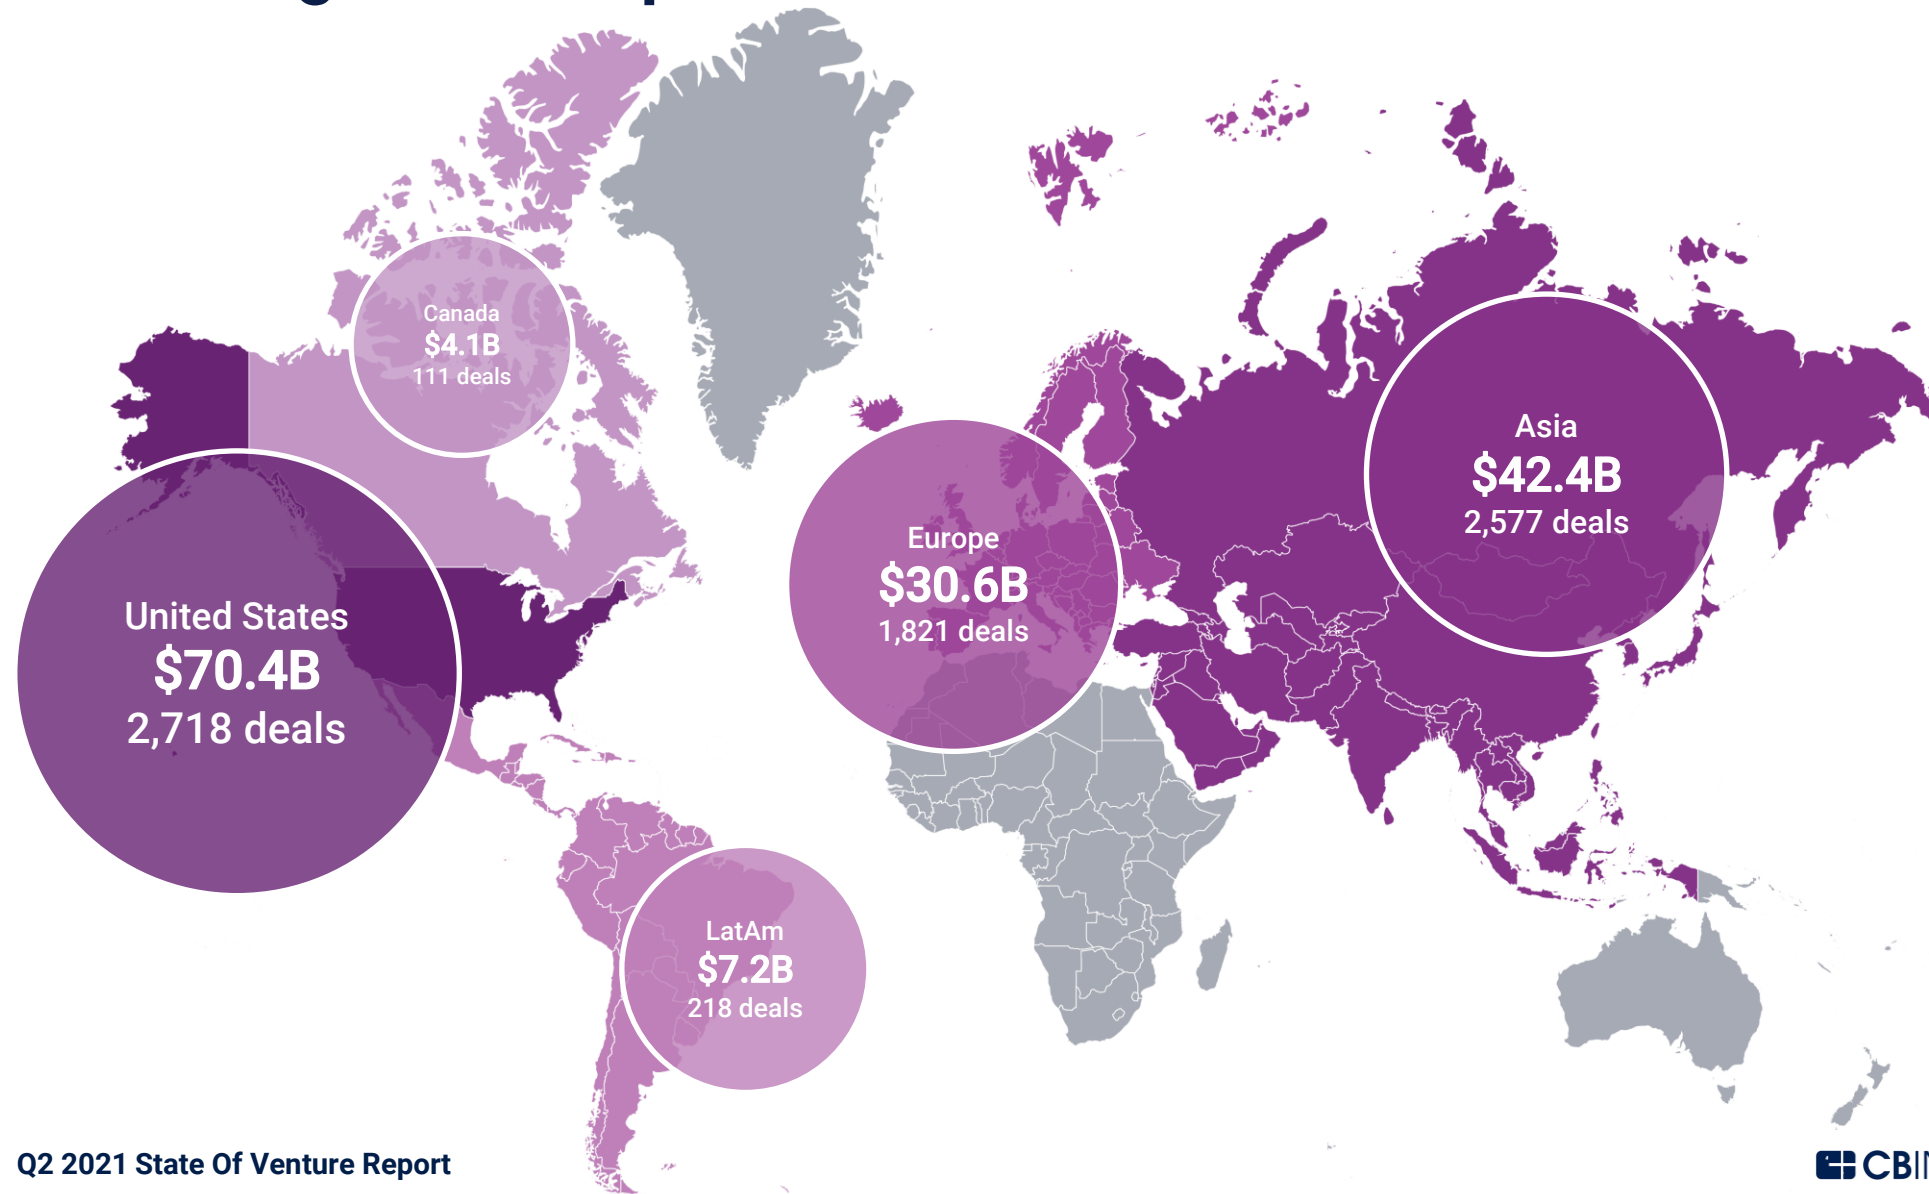 Canada
$4.1B
111 deals
United States
$70.4B
2,718 deals
Europe
$30.6B
1,821 deals
Asia
$42.4B
2,577 deals
LatAm
$7.2B
218 deals
Q2 2021 State Of Venture Report
CBIN